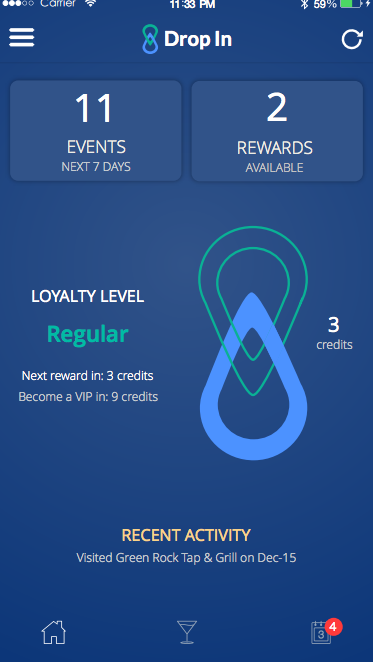 Carrier 11:33 PM 59%
Drop In
11
EVENTS
NEXT 7 DAYS
2
REWARDS
AVAILABLE
LOYALTY LEVEL
Regular
Next reward in: 3 credits
Become a VIP in: 9 credits
3
credits
RECENT ACTIVITY
Visited Green Rock Tap & Grill on Dec-15
3
4